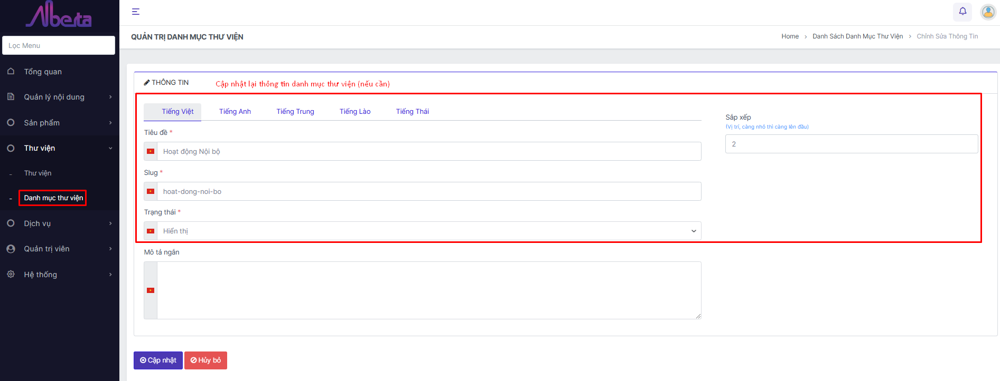 Alberta
QUẢN TRỊ DANH MỤC THƯ VIỆN
Home › Danh Sách Danh Mục Thư Viện › Chỉnh Sửa Thông Tin
Lọc Menu
Tổng quan
Quản lý nội dung
Sản phẩm
Thư viện
- Thư viện
- Danh mục thư viện
Dịch vụ
Quản trị viên
Hệ thống
THÔNG TIN
Cập nhật lại thông tin danh mục thư viện (nếu cần)
Tiếng Việt Tiếng Anh Tiếng Trung Tiếng Lào Tiếng Thái
Tiêu đề *
Hoạt động Nội bộ
Slug *
hoat-dong-noi-bo
Trạng thái *
Hiển thị
Mô tả ngắn
Sắp xếp
(Vị trí, càng nhỏ thì càng lên đầu)
2
Cập nhật Hủy bỏ